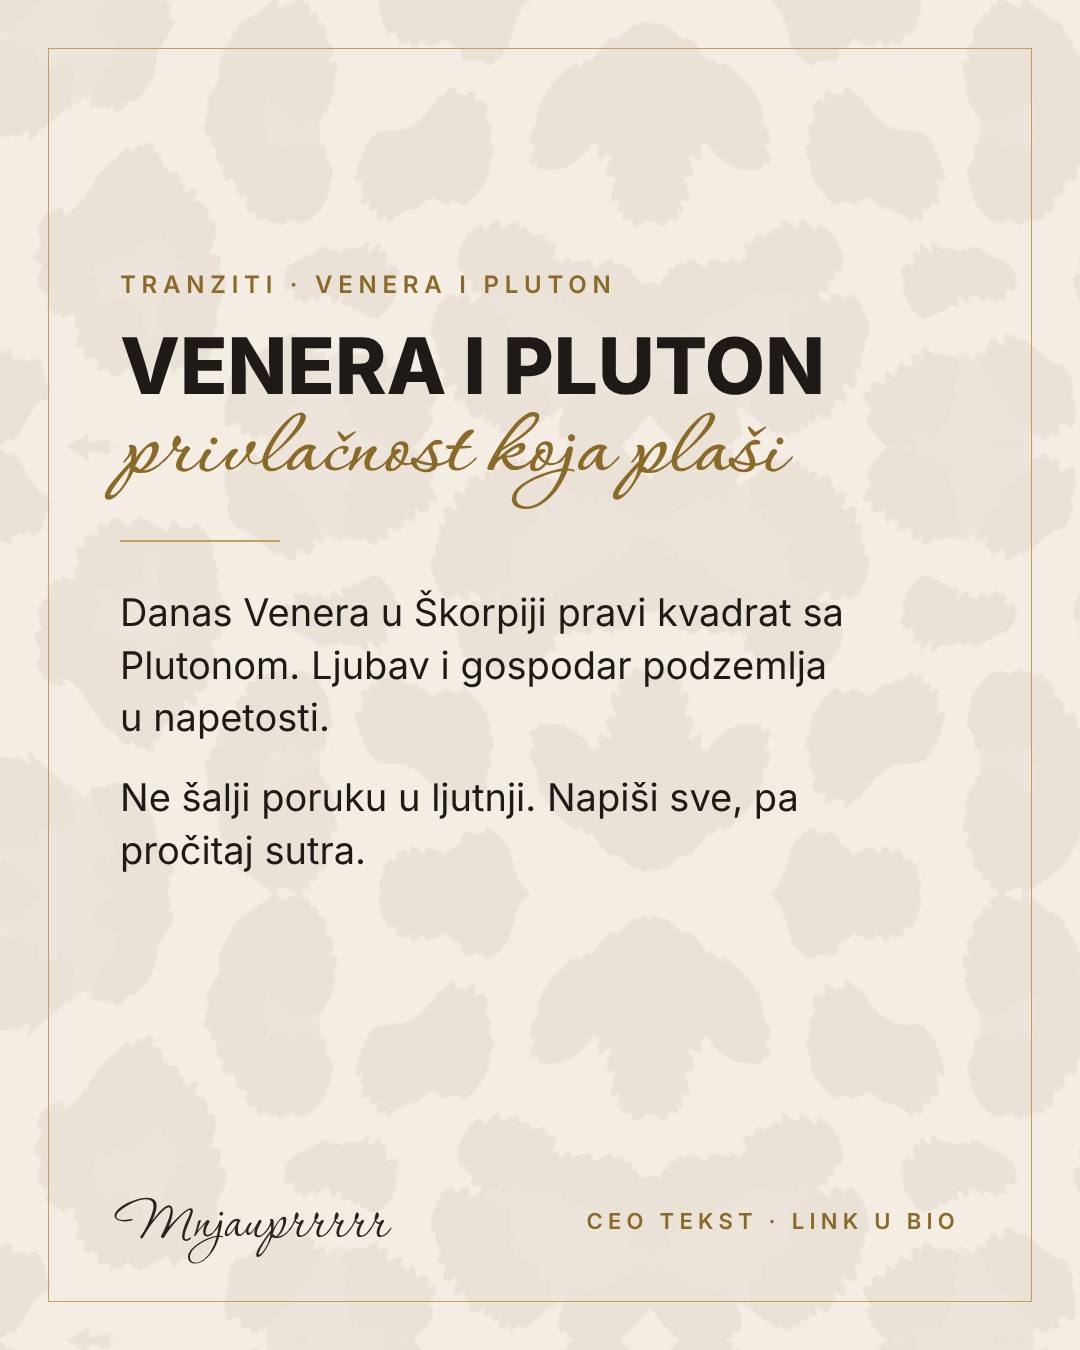 TRANZITI · VENERA I PLUTON
VENERA I PLUTON
privlačnost koja plaši
Danas Venera u Škorpiji pravi kvadrat sa
Plutonom. Ljubav i gospodar podzemlja
u napetosti.
Ne šalji poruku u ljutnji. Napiši sve, pa
pročitaj sutra.
Mnjauprrrrr
CEO TEKST · LINK U BIO